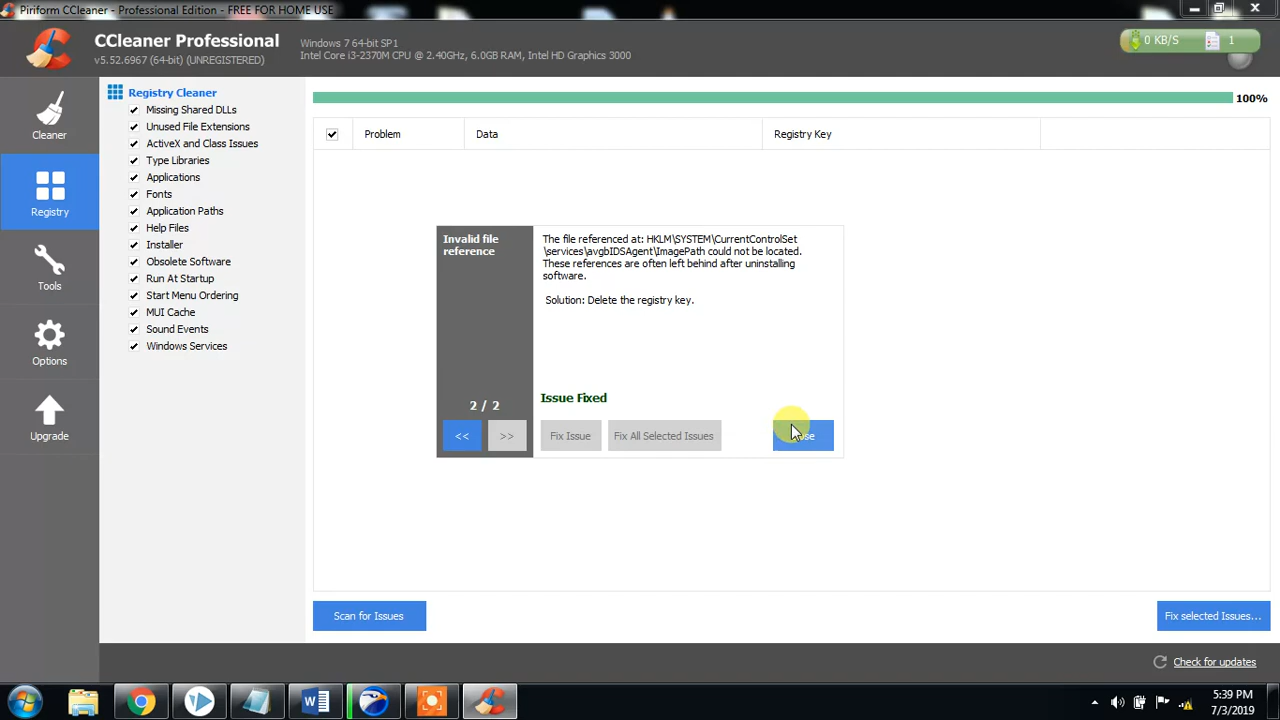 Piriform CCleaner - Professional Edition - FREE FOR HOME USE
CCleaner Professional
v5.52.6967 (64-bit) (UNREGISTERED)
Windows 7 64-bit SP1
Intel Core i3-2370M CPU @ 2.40GHz, 6.0GB RAM, Intel HD Graphics 3000
0 KB/S 1
Cleaner
Registry
Tools
Options
Upgrade
Registry Cleaner
Missing Shared DLLs
Unused File Extensions
ActiveX and Class Issues
Type Libraries
Applications
Fonts
Application Paths
Help Files
Installer
Obsolete Software
Run At Startup
Start Menu Ordering
MUI Cache
Sound Events
Windows Services
100%
Problem Data Registry Key
Invalid file
reference
The file referenced at: HKLM\SYSTEM\CurrentControlSet
\services\avgbIDSAgent\ImagePath could not be located.
These references are often left behind after uninstalling
software.
Solution: Delete the registry key.
Issue Fixed
2 / 2
<< >> Fix Issue Fix All Selected Issues
Scan for Issues
Fix selected Issues...
Check for updates
5:39 PM
7/3/2019